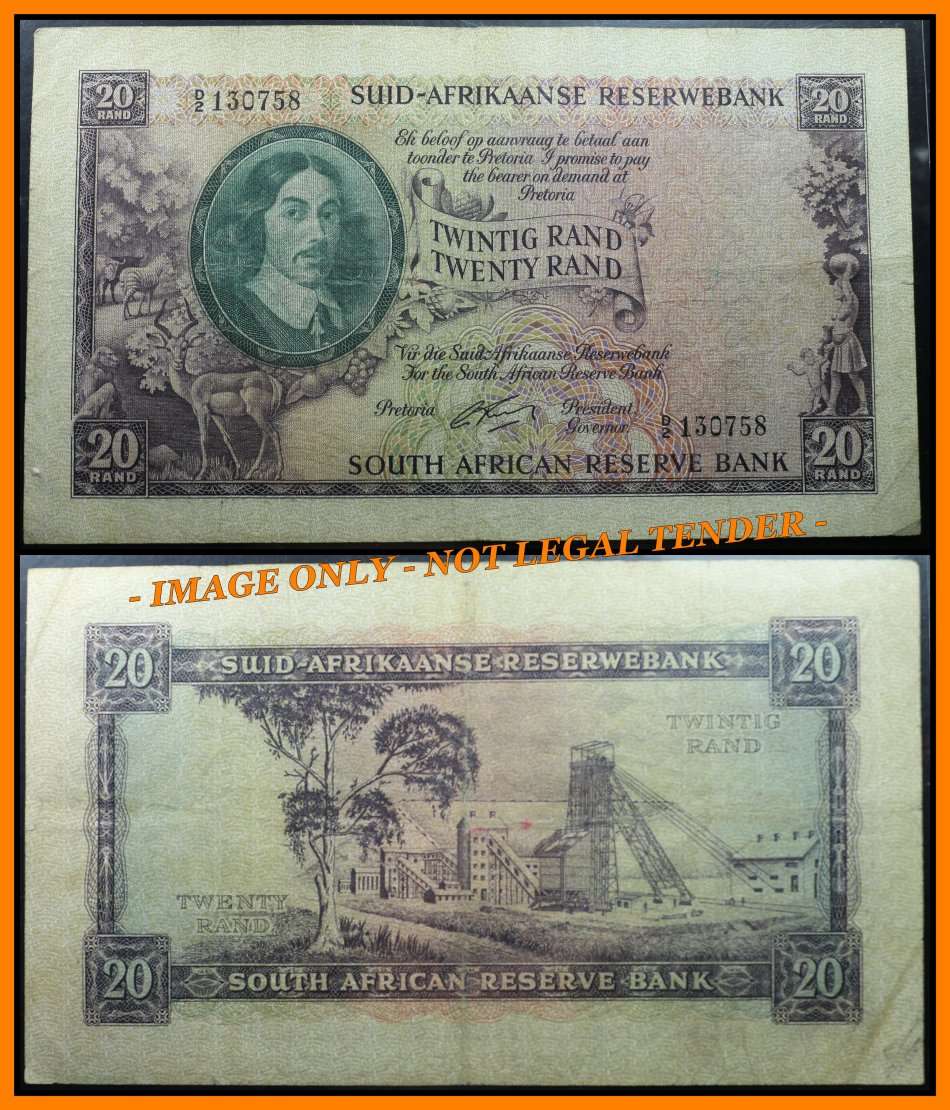 20
RAND
D/2 130758
SUID-AFRIKAANSE RESERWEBANK
20
RAND
Ek beloof op aanvraag te betaal aan
toonder te Pretoria I promise to pay
the bearer on demand at
Pretoria
TWINTIG RAND
TWENTY RAND
Vir die Suid-Afrikaanse Reserwebank
For the South African Reserve Bank
Pretoria
President
Governor
D/2 130758
20
RAND
SOUTH AFRICAN RESERVE BANK
20
RAND
- IMAGE ONLY - NOT LEGAL TENDER -
20
SUID-AFRIKAANSE RESERWEBANK
20
TWINTIG
RAND
TWENTY
RAND
20
SOUTH AFRICAN RESERVE BANK
20